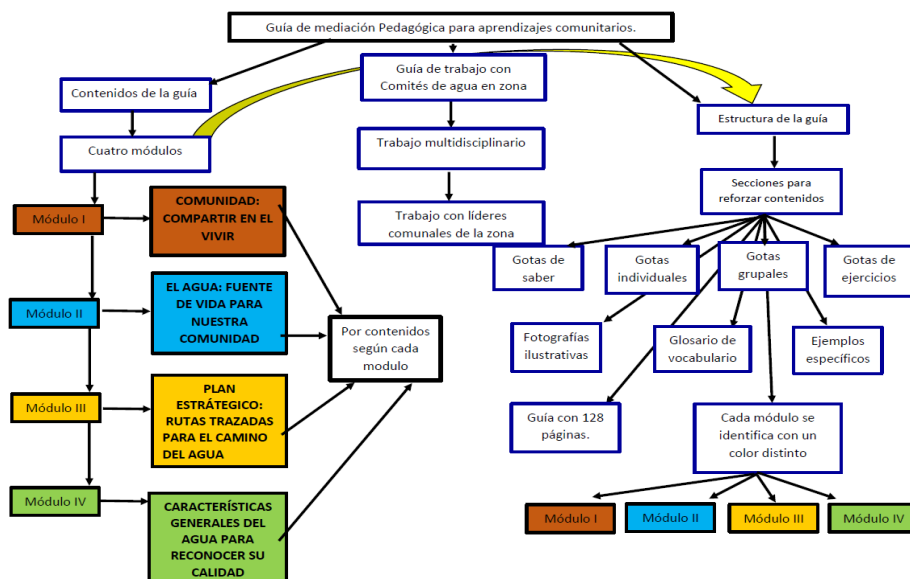 Guía de mediación Pedagógica para aprendizajes comunitarios.
Contenidos de la guía
Cuatro módulos
Guía de trabajo con
Comités de agua en zona
Trabajo multidisciplinario
Trabajo con líderes
comunales de la zona
Estructura de la guía
Secciones para
reforzar contenidos
Módulo I
COMUNIDAD:
COMPARTIR EN EL
VIVIR
Módulo II
EL AGUA: FUENTE
DE VIDA PARA
NUESTRA
COMUNIDAD
Módulo III
PLAN
ESTRÁTEGICO:
RUTAS TRAZADAS
PARA EL CAMINO
DEL AGUA
Módulo IV
CARACTERÍSTICAS
GENERALES DEL
AGUA PARA
RECONOCER SU
CALIDAD
Por contenidos
según cada
modulo
Gotas de
saber
Gotas
individuales
Gotas
grupales
Gotas de
ejercicios
Fotografías
ilustrativas
Glosario de
vocabulario
Ejemplos
específicos
Guía con 128
páginas.
Cada módulo se
identifica con un
color distinto
Módulo I
Módulo II
Módulo III
Módulo IV